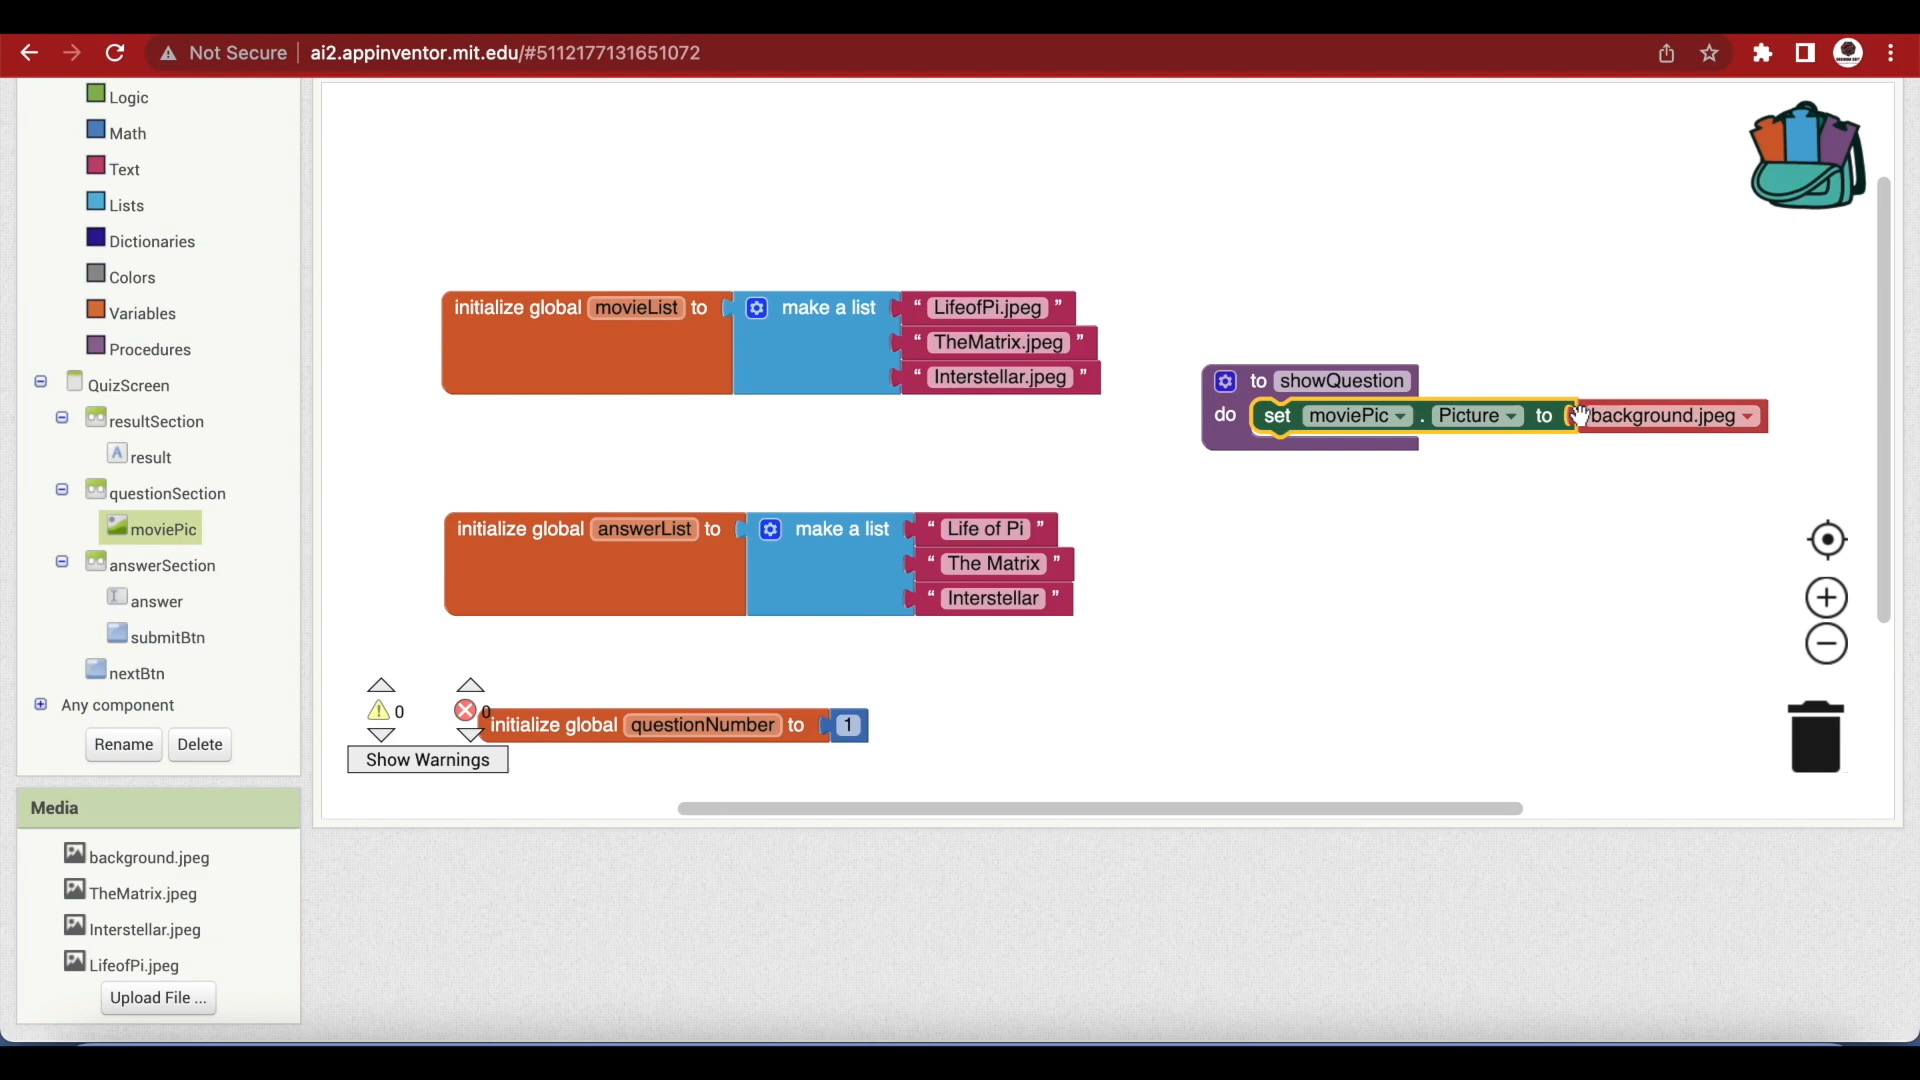 Not Secure
ai2.appinventor.mit.edu/#5112177131651072
Logic
Math
Text
Lists
Dictionaries
Colors
Variables
Procedures
QuizScreen
resultSection
A result
questionSection
moviePic
answerSection
answer
submitBtn
nextBtn
Any component
Rename Delete
Media
background.jpeg
TheMatrix.jpeg
Interstellar.jpeg
LifeofPi.jpeg
Upload File ...
initialize global movieList to make a list “ LifeofPi.jpeg ”
“ TheMatrix.jpeg ”
“ Interstellar.jpeg ”
to showQuestion
do set moviePic . Picture to background.jpeg
initialize global answerList to make a list “ Life of Pi ”
“ The Matrix ”
“ Interstellar ”
0 0
initialize global questionNumber to 1
Show Warnings